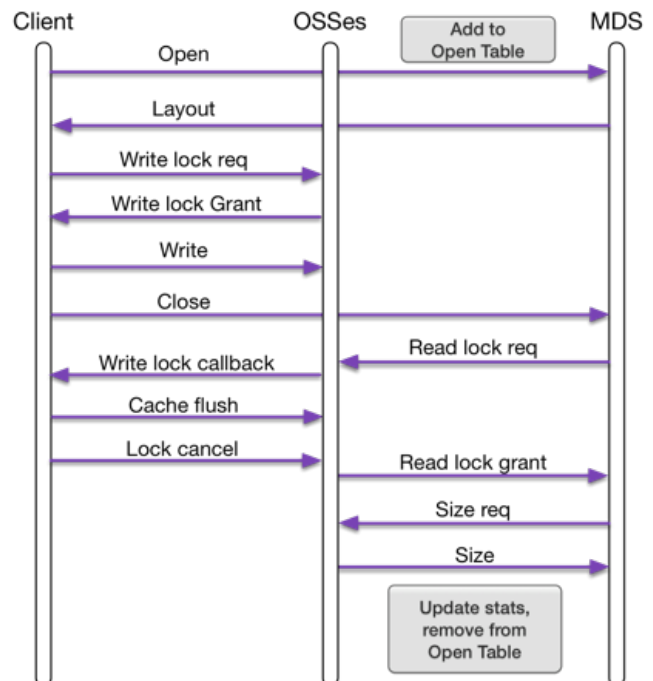 Client
OSSes
MDS
Add to
Open Table
Open
Layout
Write lock req
Write lock Grant
Write
Close
Read lock req
Write lock callback
Cache flush
Lock cancel
Read lock grant
Size req
Size
Update stats,
remove from
Open Table